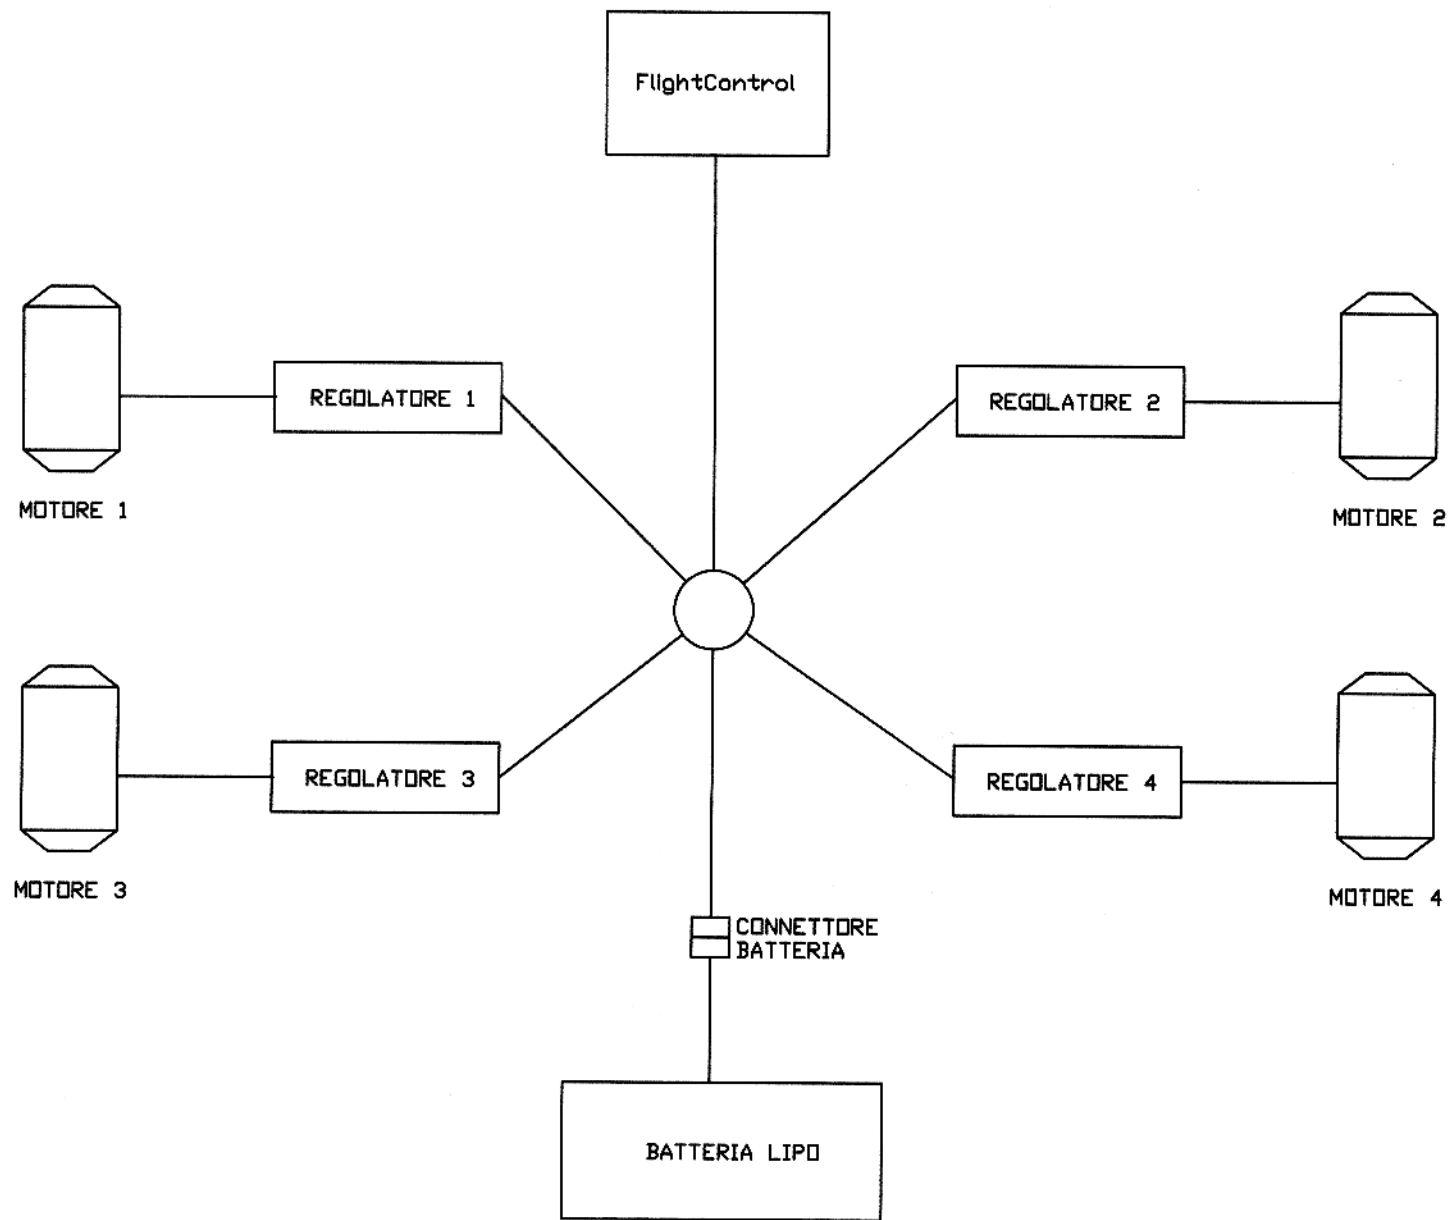 FlightControl
REGOLATORE 1
REGOLATORE 2
MOTORE 1
MOTORE 2
REGOLATORE 3
REGOLATORE 4
MOTORE 3
MOTORE 4
CONNETTORE
BATTERIA
BATTERIA LIPO